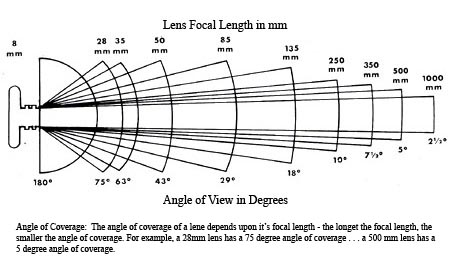 Lens Focal Length in mm
8 mm
28 mm
35 mm
50 mm
85 mm
135 mm
250 mm
350 mm
500 mm
1000 mm
180°
75°
63°
43°
29°
18°
10°
7½°
5°
2½°
Angle of View in Degrees
Angle of Coverage: The angle of coverage of a lene depends upon it's focal length - the longet the focal length, the
smaller the angle of coverage. For example, a 28mm lens has a 75 degree angle of coverage . . . a 500 mm lens has a
5 degree angle of coverage.